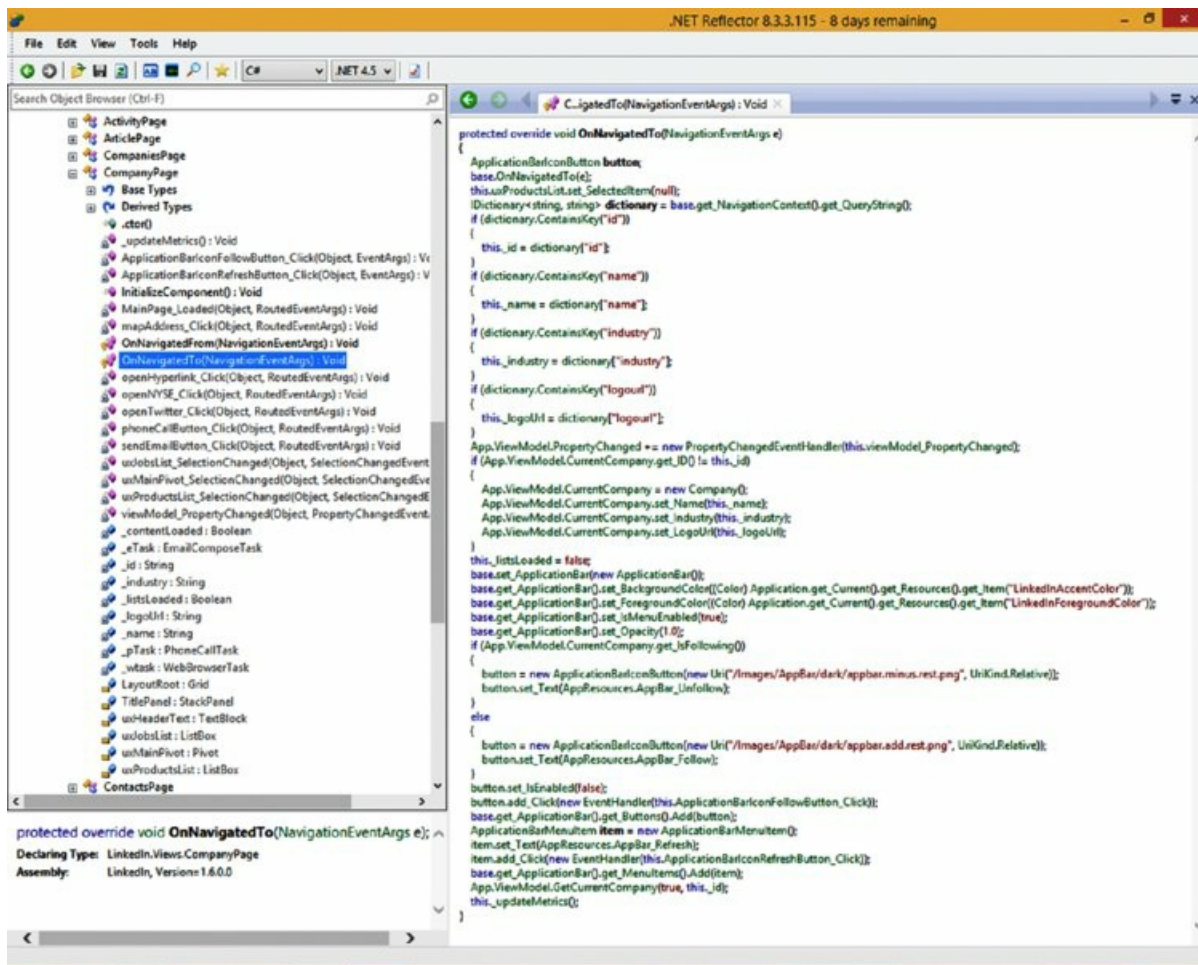 .NET Reflector 8.3.3.115 - 8 days remaining
File Edit View Tools Help
C# .NET 4.5
Search Object Browser (Ctrl-F)
ActivityPage
ArticlePage
CompaniesPage
CompanyPage
Base Types
Derived Types
.ctor()
_updateMetrics() : Void
ApplicationBarIconFollowButton_Click(Object, EventArgs) : Vo
ApplicationBarIconRefreshButton_Click(Object, EventArgs) : V
InitializeComponent() : Void
MainPage_Loaded(Object, RoutedEventArgs) : Void
mapAddress_Click(Object, RoutedEventArgs) : Void
OnNavigatedFrom(NavigationEventArgs) : Void
OnNavigatedTo(NavigationEventArgs) : Void
openHyperlink_Click(Object, RoutedEventArgs) : Void
openNYSE_Click(Object, RoutedEventArgs) : Void
openTwitter_Click(Object, RoutedEventArgs) : Void
phoneCallButton_Click(Object, RoutedEventArgs) : Void
sendEmailButton_Click(Object, RoutedEventArgs) : Void
uxJobsList_SelectionChanged(Object, SelectionChangedEvent
uxMainPivot_SelectionChanged(Object, SelectionChangedEve
uxProductsList_SelectionChanged(Object, SelectionChangedE
viewModel_PropertyChanged(Object, PropertyChangedEvent.
_contentLoaded : Boolean
_eTask : EmailComposeTask
_id : String
_industry : String
_listsLoaded : Boolean
_logoUrl : String
_name : String
_pTask : PhoneCallTask
_wtask : WebBrowserTask
LayoutRoot : Grid
TitlePanel : StackPanel
uxHeaderText : TextBlock
uxJobsList : ListBox
uxMainPivot : Pivot
uxProductsList : ListBox
ContactsPage
protected override void OnNavigatedTo(NavigationEventArgs e);
Declaring Type: LinkedIn.Views.CompanyPage
Assembly: LinkedIn, Version=1.6.0.0
C...igatedTo(NavigationEventArgs) : Void
protected override void OnNavigatedTo(NavigationEventArgs e)
{
ApplicationBarIconButton button;
base.OnNavigatedTo(e);
this.uxProductsList.set_SelectedItem(null);
IDictionary<string, string> dictionary = base.get_NavigationContext().get_QueryString();
if (dictionary.ContainsKey("id"))
{
this._id = dictionary["id"];
}
if (dictionary.ContainsKey("name"))
{
this._name = dictionary["name"];
}
if (dictionary.ContainsKey("industry"))
{
this._industry = dictionary["industry"];
}
if (dictionary.ContainsKey("logourl"))
{
this._logoUrl = dictionary["logourl"];
}
App.ViewModel.PropertyChanged += new PropertyChangedEventHandler(this.viewModel_PropertyChanged);
if (App.ViewModel.CurrentCompany.get_ID() != this._id)
{
App.ViewModel.CurrentCompany = new Company();
App.ViewModel.CurrentCompany.set_Name(this._name);
App.ViewModel.CurrentCompany.set_Industry(this._industry);
App.ViewModel.CurrentCompany.set_LogoUrl(this._logoUrl);
}
this._listsLoaded = false;
base.set_ApplicationBar(new ApplicationBar());
base.get_ApplicationBar().set_BackgroundColor((Color) Application.get_Current().get_Resources().get_Item("LinkedInAccentColor"));
base.get_ApplicationBar().set_ForegroundColor((Color) Application.get_Current().get_Resources().get_Item("LinkedInForegroundColor"));
base.get_ApplicationBar().set_IsMenuEnabled(true);
base.get_ApplicationBar().set_Opacity(1.0);
if (App.ViewModel.CurrentCompany.get_IsFollowing())
{
button = new ApplicationBarIconButton(new Uri("/Images/AppBar/dark/appbar.minus.rest.png", UriKind.Relative));
button.set_Text(AppResources.AppBar_Unfollow);
}
else
{
button = new ApplicationBarIconButton(new Uri("/Images/AppBar/dark/appbar.add.rest.png", UriKind.Relative));
button.set_Text(AppResources.AppBar_Follow);
}
button.set_IsEnabled(false);
button.add_Click(new EventHandler(this.ApplicationBarIconFollowButton_Click));
base.get_ApplicationBar().get_Buttons().Add(button);
ApplicationBarMenuItem item = new ApplicationBarMenuItem();
item.set_Text(AppResources.AppBar_Refresh);
item.add_Click(new EventHandler(this.ApplicationBarIconRefreshButton_Click));
base.get_ApplicationBar().get_MenuItems().Add(item);
App.ViewModel.GetCurrentCompany(true, this._id);
this._updateMetrics();
}